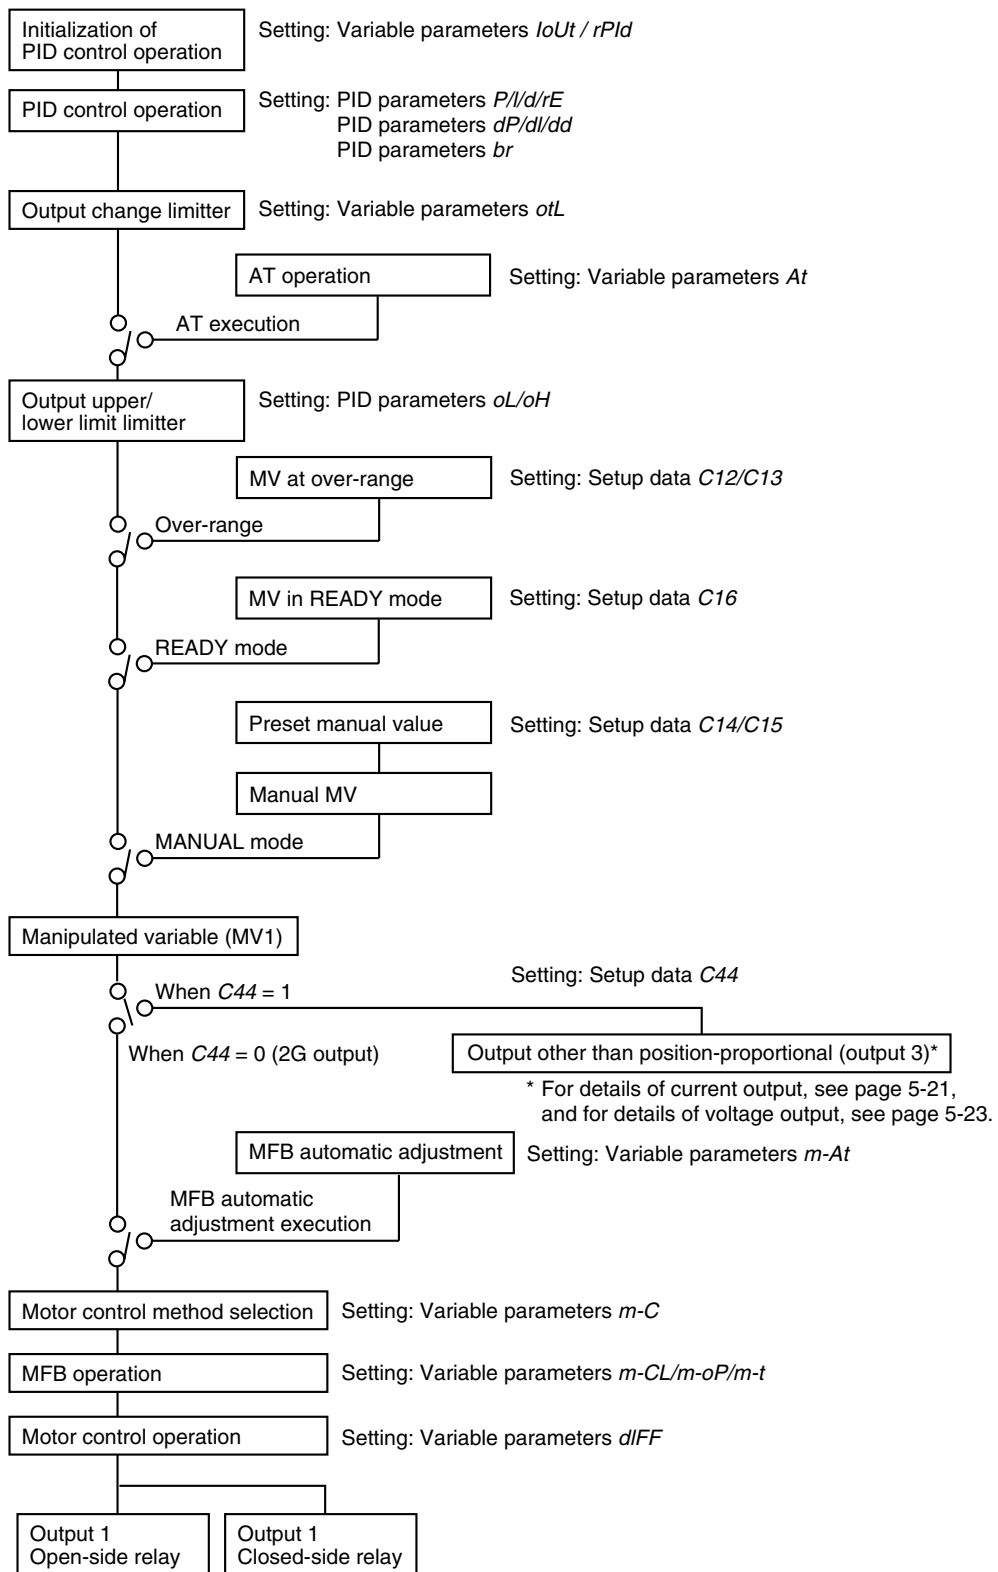 Initialization of
PID control operation
Setting: Variable parameters IoUt / rPId
PID control operation
Setting: PID parameters P/I/d/rE
PID parameters dP/dI/dd
PID parameters br
Output change limitter
Setting: Variable parameters otL
AT operation
Setting: Variable parameters At
AT execution
Output upper/
lower limit limitter
Setting: PID parameters oL/oH
MV at over-range
Setting: Setup data C12/C13
Over-range
MV in READY mode
Setting: Setup data C16
READY mode
Preset manual value
Setting: Setup data C14/C15
Manual MV
MANUAL mode
Manipulated variable (MV1)
Setting: Setup data C44
When C44 = 1
When C44 = 0 (2G output)
Output other than position-proportional (output 3)*
* For details of current output, see page 5-21,
and for details of voltage output, see page 5-23.
MFB automatic adjustment
Setting: Variable parameters m-At
MFB automatic
adjustment execution
Motor control method selection
Setting: Variable parameters m-C
MFB operation
Setting: Variable parameters m-CL/m-oP/m-t
Motor control operation
Setting: Variable parameters dIFF
Output 1
Open-side relay
Output 1
Closed-side relay